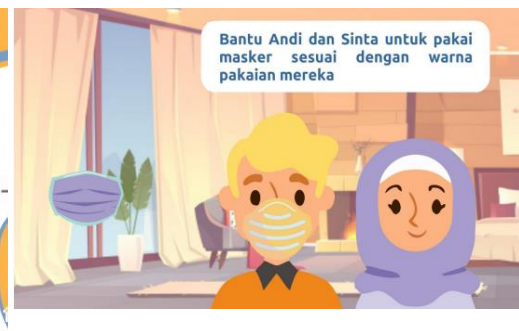 Bantu Andi dan Sinta untuk pakai
masker sesuai dengan warna
pakaian mereka